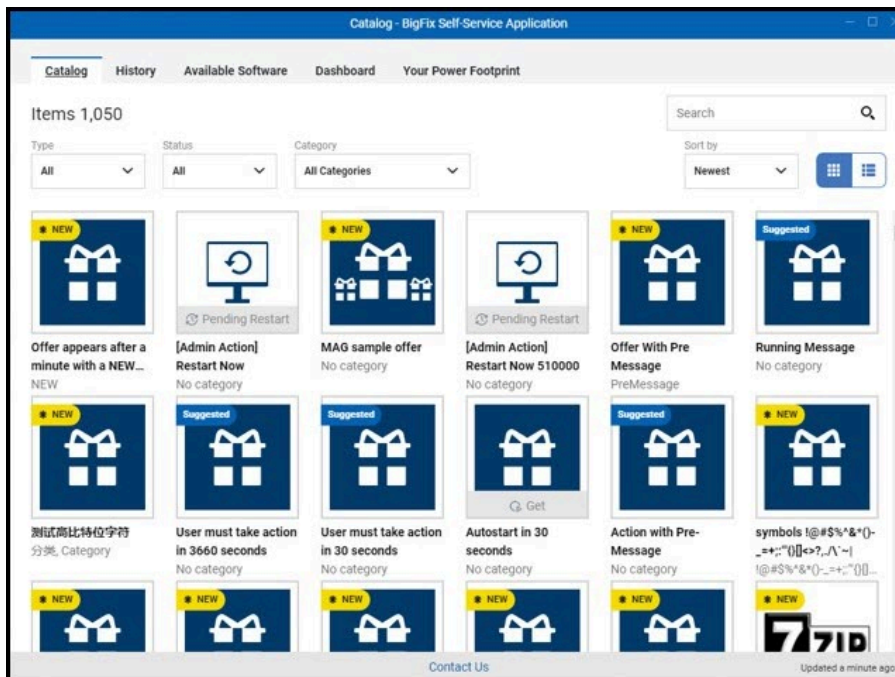 Catalog - BigFix Self-Service Application
Catalog History Available Software Dashboard Your Power Footprint
Items 1,050
Search
Type Status Category Sort by
All All All Categories Newest
NEW NEW NEW Suggested
Pending Restart Pending Restart
Offer appears after a [Admin Action] MAG sample offer [Admin Action] Offer With Pre Running Message
minute with a NEW... Restart Now No category Restart Now 510000 Message No category
NEW No category No category PreMessage
NEW Suggested Suggested Suggested NEW
Get
测试高比特位字符 User must take action User must take action Autostart in 30 Action with Pre- symbols !@#$%^&*()-
分类, Category in 3660 seconds in 30 seconds seconds Message _=+;:'"{}[]<>?,./\`~|
No category No category No category No category !@#$%^&*()-_=+;:'"{}[]...
NEW NEW NEW NEW NEW NEW
7 ZIP
Contact Us
Updated a minute ago